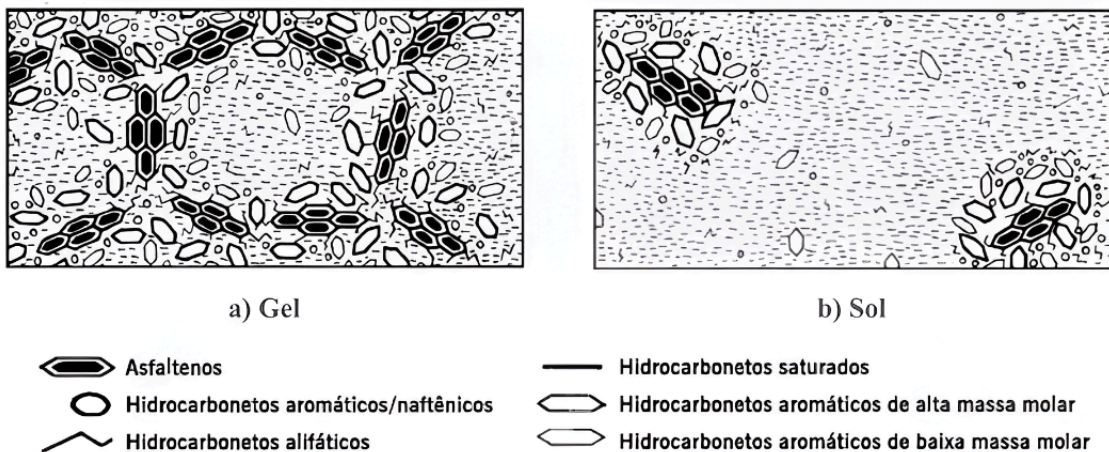 a) Gel
b) Sol
Asfaltenos
Hidrocarbonetos aromáticos/naftênicos
Hidrocarbonetos alifáticos
Hidrocarbonetos saturados
Hidrocarbonetos aromáticos de alta massa molar
Hidrocarbonetos aromáticos de baixa massa molar